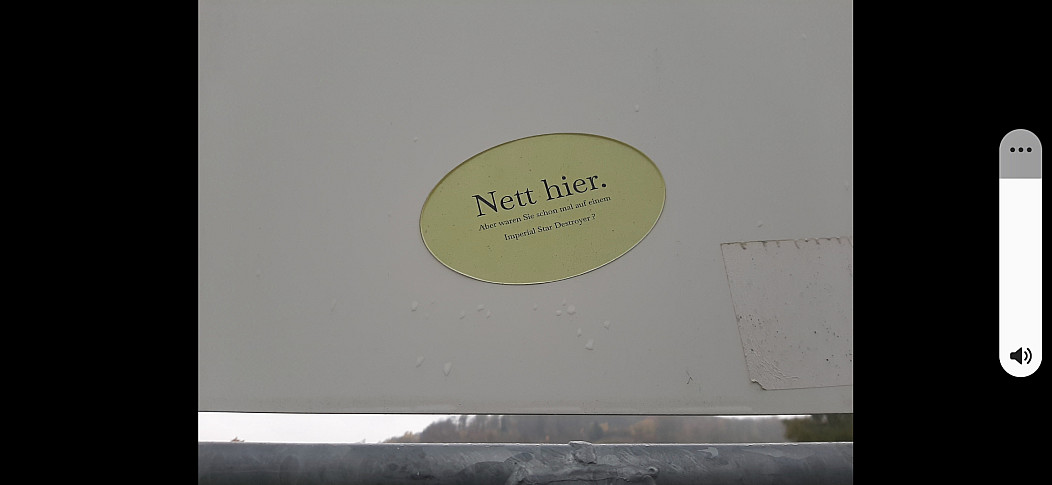 Nett hier.
Aber waren Sie schon mal auf einem
Imperial Star Destroyer ?